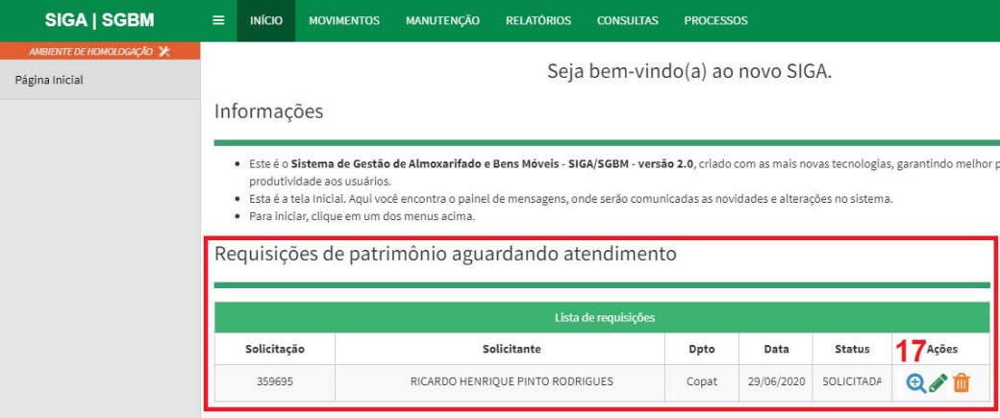 SIGA | SGBM
INÍCIO MOVIMENTOS MANUTENÇÃO RELATÓRIOS CONSULTAS PROCESSOS
AMBIENTE DE HOMOLOGAÇÃO
Página Inicial
Seja bem-vindo(a) ao novo SIGA.
Informações
Este é o Sistema de Gestão de Almoxarifado e Bens Móveis - SIGA/SGBM - versão 2.0, criado com as mais novas tecnologias, garantindo melhor p
produtividade aos usuários.
Esta é a tela Inicial. Aqui você encontra o painel de mensagens, onde serão comunicadas as novidades e alterações no sistema.
Para iniciar, clique em um dos menus acima.
Requisições de patrimônio aguardando atendimento
Lista de requisições
Solicitação Solicitante Dpto Data Status 17 Ações
359695 RICARDO HENRIQUE PINTO RODRIGUES Copat 29/06/2020 SOLICITADA